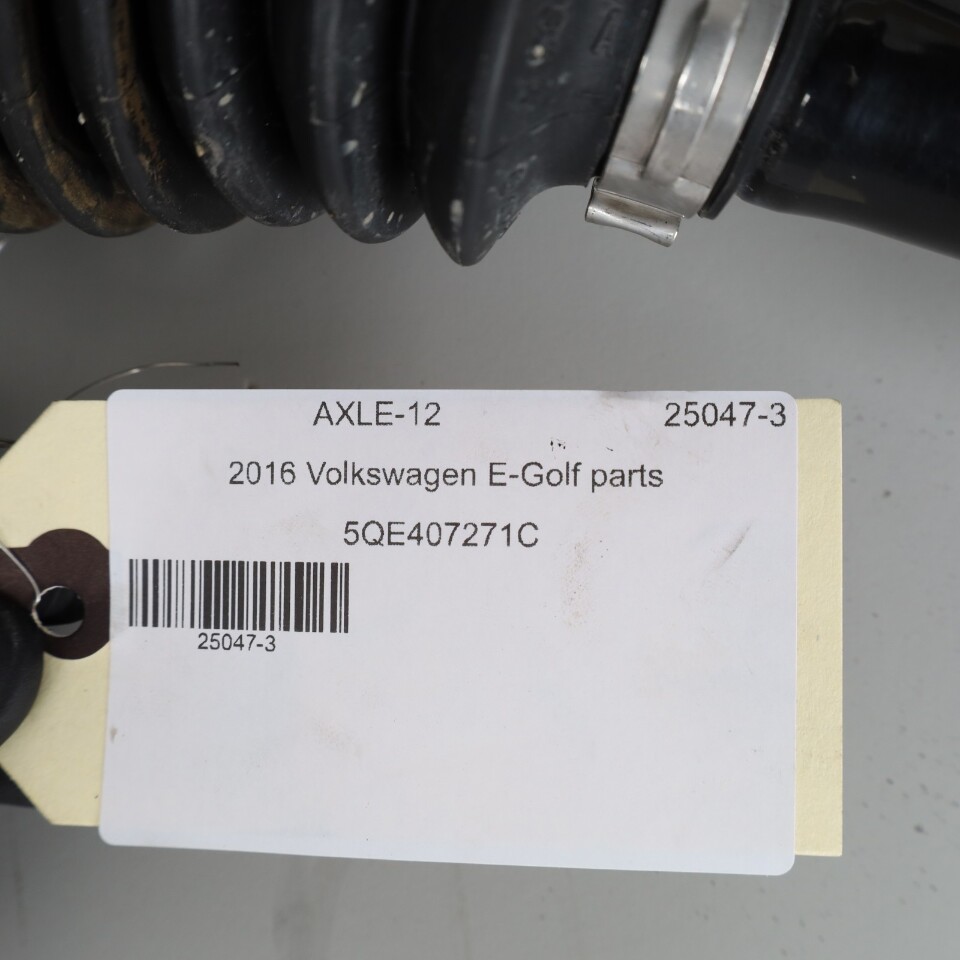 AXLE-12 25047-3
2016 Volkswagen E-Golf parts
5QE407271C
25047-3